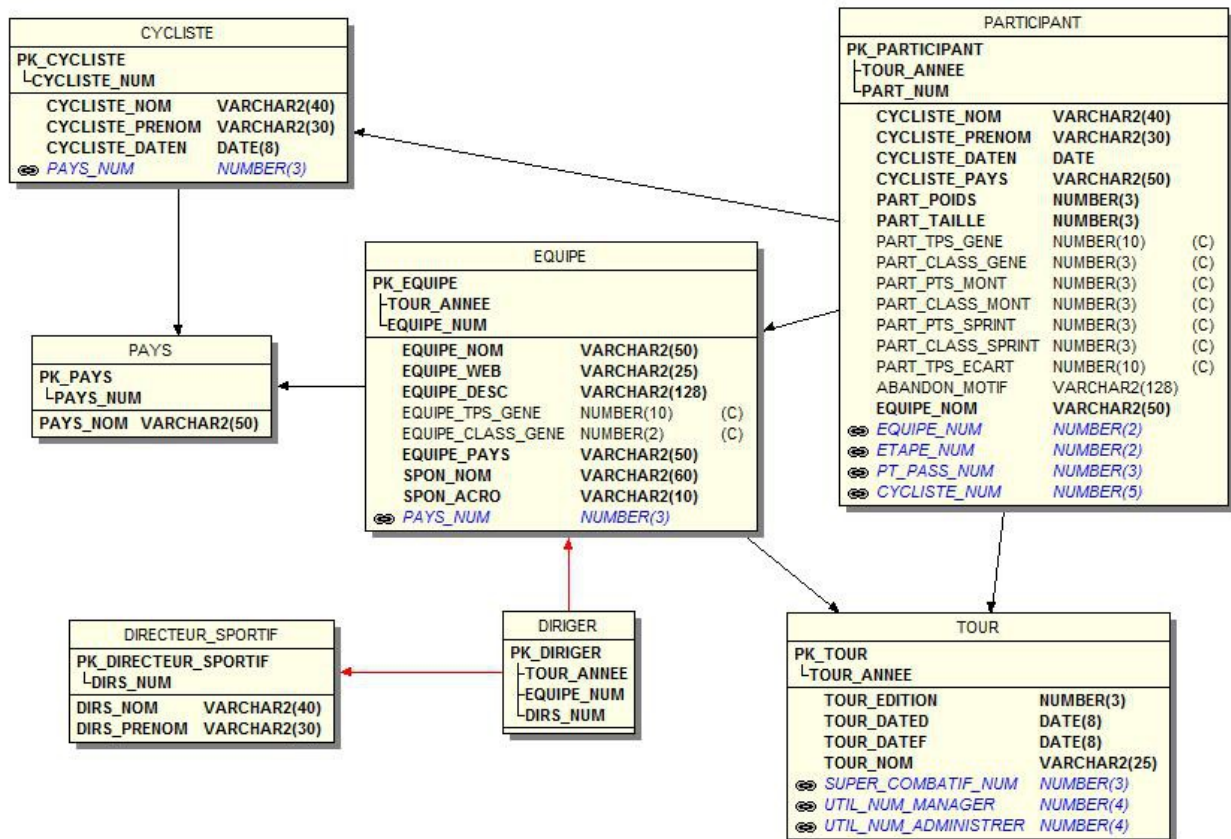 CYCLISTE
PK_CYCLISTE
CYCLISTE_NUM
CYCLISTE_NOM VARCHAR2(40)
CYCLISTE_PRENOM VARCHAR2(30)
CYCLISTE_DATEN DATE(8)
PAYS_NUM NUMBER(3)
PARTICIPANT
PK_PARTICIPANT
TOUR_ANNEE
PART_NUM
CYCLISTE_NOM VARCHAR2(40)
CYCLISTE_PRENOM VARCHAR2(30)
CYCLISTE_DATEN DATE
CYCLISTE_PAYS VARCHAR2(50)
PART_POIDS NUMBER(3)
PART_TAILLE NUMBER(3)
PART_TPS_GENE NUMBER(10) (C)
PART_CLASS_GENE NUMBER(3) (C)
PART_PTS_MONT NUMBER(3) (C)
PART_CLASS_MONT NUMBER(3) (C)
PART_PTS_SPRINT NUMBER(3) (C)
PART_CLASS_SPRINT NUMBER(3) (C)
PART_TPS_ECART NUMBER(10) (C)
ABANDON_MOTIF VARCHAR2(128)
EQUIPE_NOM VARCHAR2(50)
EQUIPE_NUM NUMBER(2)
ETAPE_NUM NUMBER(2)
PT_PASS_NUM NUMBER(3)
CYCLISTE_NUM NUMBER(5)
EQUIPE
PK_EQUIPE
TOUR_ANNEE
EQUIPE_NUM
EQUIPE_NOM VARCHAR2(50)
EQUIPE_WEB VARCHAR2(25)
EQUIPE_DESC VARCHAR2(128)
EQUIPE_TPS_GENE NUMBER(10) (C)
EQUIPE_CLASS_GENE NUMBER(2) (C)
EQUIPE_PAYS VARCHAR2(50)
SPON_NOM VARCHAR2(60)
SPON_ACRO VARCHAR2(10)
PAYS_NUM NUMBER(3)
PAYS
PK_PAYS
PAYS_NUM
PAYS_NOM VARCHAR2(50)
DIRECTEUR_SPORTIF
PK_DIRECTEUR_SPORTIF
DIRS_NUM
DIRS_NOM VARCHAR2(40)
DIRS_PRENOM VARCHAR2(30)
DIRIGER
PK_DIRIGER
TOUR_ANNEE
EQUIPE_NUM
DIRS_NUM
TOUR
PK_TOUR
TOUR_ANNEE
TOUR_EDITION NUMBER(3)
TOUR_DATED DATE(8)
TOUR_DATEF DATE(8)
TOUR_NOM VARCHAR2(25)
SUPER_COMBATIF_NUM NUMBER(3)
UTIL_NUM_MANAGER NUMBER(4)
UTIL_NUM_ADMINISTRER NUMBER(4)